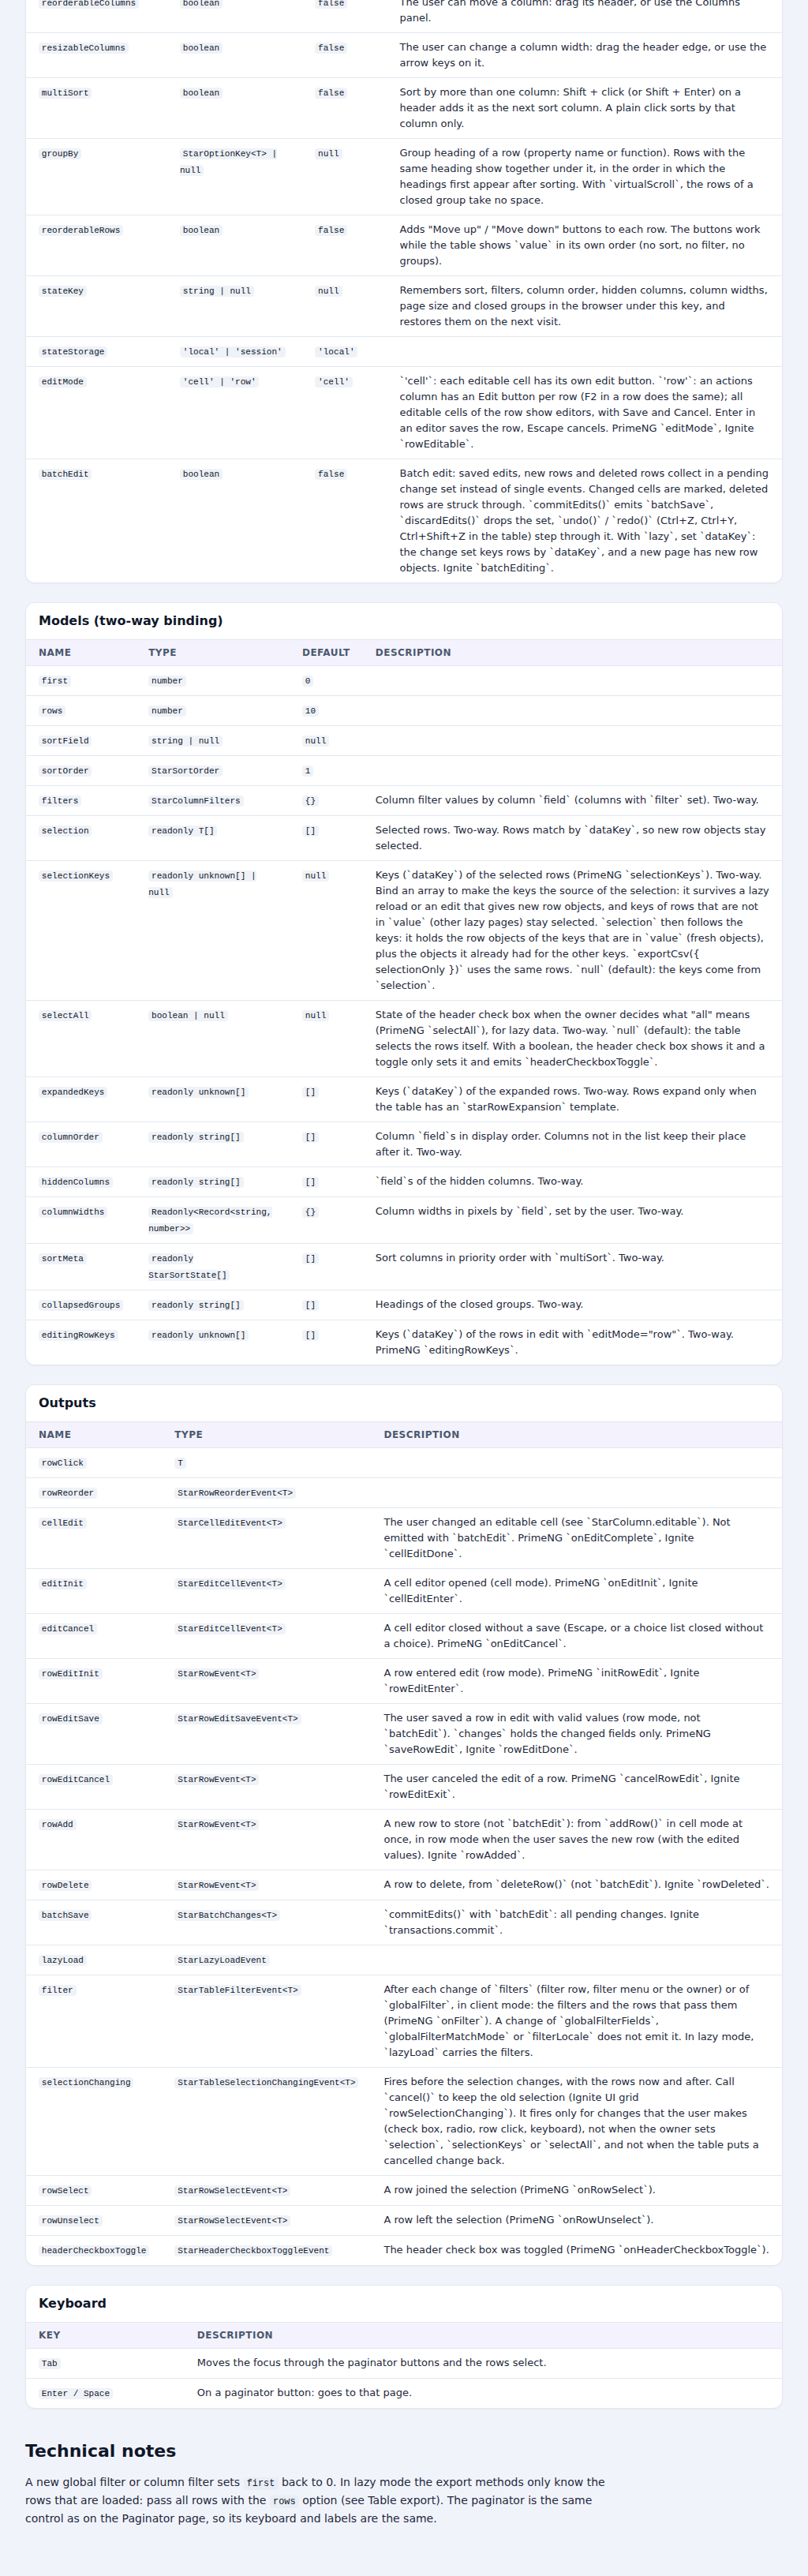 reorderableColumns boolean false The user can move a column: drag its header, or use the Columns
panel.
resizableColumns boolean false The user can change a column width: drag the header edge, or use the
arrow keys on it.
multiSort boolean false Sort by more than one column: Shift + click (or Shift + Enter) on a
header adds it as the next sort column. A plain click sorts by that
column only.
groupBy StarOptionKey<T> | null Group heading of a row (property name or function). Rows with the
null same heading show together under it, in the order in which the
headings first appear after sorting. With `virtualScroll`, the rows of a
closed group take no space.
reorderableRows boolean false Adds "Move up" / "Move down" buttons to each row. The buttons work
while the table shows `value` in its own order (no sort, no filter, no
groups).
stateKey string | null null Remembers sort, filters, column order, hidden columns, column widths,
page size and closed groups in the browser under this key, and
restores them on the next visit.
stateStorage 'local' | 'session' 'local'
editMode 'cell' | 'row' 'cell' `'cell'`: each editable cell has its own edit button. `'row'`: an actions
column has an Edit button per row (F2 in a row does the same); all
editable cells of the row show editors, with Save and Cancel. Enter in
an editor saves the row, Escape cancels. PrimeNG `editMode`, Ignite
`rowEditable`.
batchEdit boolean false Batch edit: saved edits, new rows and deleted rows collect in a pending
change set instead of single events. Changed cells are marked, deleted
rows are struck through. `commitEdits()` emits `batchSave`,
`discardEdits()` drops the set, `undo()` / `redo()` (Ctrl+Z, Ctrl+Y,
Ctrl+Shift+Z in the table) step through it. With `lazy`, set `dataKey`:
the change set keys rows by `dataKey`, and a new page has new row
objects. Ignite `batchEditing`.
Models (two-way binding)
NAME TYPE DEFAULT DESCRIPTION
first number 0
rows number 10
sortField string | null null
sortOrder StarSortOrder 1
filters StarColumnFilters {} Column filter values by column `field` (columns with `filter` set). Two-way.
selection readonly T[] [] Selected rows. Two-way. Rows match by `dataKey`, so new row objects stay
selected.
selectionKeys readonly unknown[] | null Keys (`dataKey`) of the selected rows (PrimeNG `selectionKeys`). Two-way.
null Bind an array to make the keys the source of the selection: it survives a lazy
reload or an edit that gives new row objects, and keys of rows that are not
in `value` (other lazy pages) stay selected. `selection` then follows the
keys: it holds the row objects of the keys that are in `value` (fresh objects),
plus the objects it already had for the other keys. `exportCsv({
selectionOnly })` uses the same rows. `null` (default): the keys come from
`selection`.
selectAll boolean | null null State of the header check box when the owner decides what "all" means
(PrimeNG `selectAll`), for lazy data. Two-way. `null` (default): the table
selects the rows itself. With a boolean, the header check box shows it and a
toggle only sets it and emits `headerCheckboxToggle`.
expandedKeys readonly unknown[] [] Keys (`dataKey`) of the expanded rows. Two-way. Rows expand only when
the table has an `starRowExpansion` template.
columnOrder readonly string[] [] Column `field`s in display order. Columns not in the list keep their place
after it. Two-way.
hiddenColumns readonly string[] [] `field`s of the hidden columns. Two-way.
columnWidths Readonly<Record<string, {} Column widths in pixels by `field`, set by the user. Two-way.
number>>
sortMeta readonly [] Sort columns in priority order with `multiSort`. Two-way.
StarSortState[]
collapsedGroups readonly string[] [] Headings of the closed groups. Two-way.
editingRowKeys readonly unknown[] [] Keys (`dataKey`) of the rows in edit with `editMode="row"`. Two-way.
PrimeNG `editingRowKeys`.
Outputs
NAME TYPE DESCRIPTION
rowClick T
rowReorder StarRowReorderEvent<T>
cellEdit StarCellEditEvent<T> The user changed an editable cell (see `StarColumn.editable`). Not
emitted with `batchEdit`. PrimeNG `onEditComplete`, Ignite
`cellEditDone`.
editInit StarEditCellEvent<T> A cell editor opened (cell mode). PrimeNG `onEditInit`, Ignite
`cellEditEnter`.
editCancel StarEditCellEvent<T> A cell editor closed without a save (Escape, or a choice list closed without
a choice). PrimeNG `onEditCancel`.
rowEditInit StarRowEvent<T> A row entered edit (row mode). PrimeNG `initRowEdit`, Ignite
`rowEditEnter`.
rowEditSave StarRowEditSaveEvent<T> The user saved a row in edit with valid values (row mode, not
`batchEdit`). `changes` holds the changed fields only. PrimeNG
`saveRowEdit`, Ignite `rowEditDone`.
rowEditCancel StarRowEvent<T> The user canceled the edit of a row. PrimeNG `cancelRowEdit`, Ignite
`rowEditExit`.
rowAdd StarRowEvent<T> A new row to store (not `batchEdit`): from `addRow()` in cell mode at
once, in row mode when the user saves the new row (with the edited
values). Ignite `rowAdded`.
rowDelete StarRowEvent<T> A row to delete, from `deleteRow()` (not `batchEdit`). Ignite `rowDeleted`.
batchSave StarBatchChanges<T> `commitEdits()` with `batchEdit`: all pending changes. Ignite
`transactions.commit`.
lazyLoad StarLazyLoadEvent
filter StarTableFilterEvent<T> After each change of `filters` (filter row, filter menu or the owner) or of
`globalFilter`, in client mode: the filters and the rows that pass them
(PrimeNG `onFilter`). A change of `globalFilterFields`,
`globalFilterMatchMode` or `filterLocale` does not emit it. In lazy mode,
`lazyLoad` carries the filters.
selectionChanging StarTableSelectionChangingEvent<T> Fires before the selection changes, with the rows now and after. Call
`cancel()` to keep the old selection (Ignite UI grid
`rowSelectionChanging`). It fires only for changes that the user makes
(check box, radio, row click, keyboard), not when the owner sets
`selection`, `selectionKeys` or `selectAll`, and not when the table puts a
cancelled change back.
rowSelect StarRowSelectEvent<T> A row joined the selection (PrimeNG `onRowSelect`).
rowUnselect StarRowSelectEvent<T> A row left the selection (PrimeNG `onRowUnselect`).
headerCheckboxToggle StarHeaderCheckboxToggleEvent The header check box was toggled (PrimeNG `onHeaderCheckboxToggle`).
Keyboard
KEY DESCRIPTION
Tab Moves the focus through the paginator buttons and the rows select.
Enter / Space On a paginator button: goes to that page.
Technical notes
A new global filter or column filter sets first back to 0. In lazy mode the export methods only know the
rows that are loaded: pass all rows with the rows option (see Table export). The paginator is the same
control as on the Paginator page, so its keyboard and labels are the same.